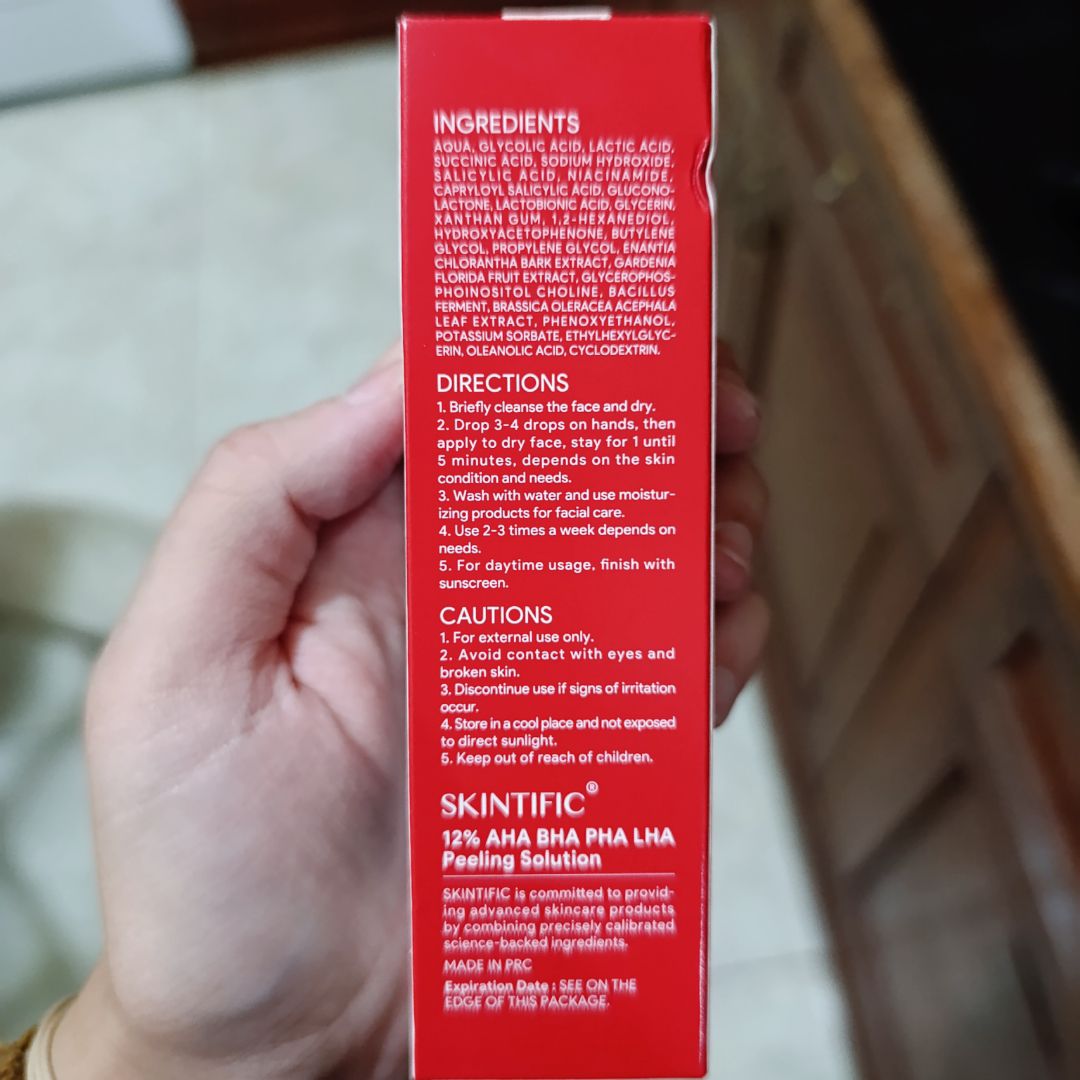 INGREDIENTS
AQUA, GLYCOLIC ACID, LACTIC ACID,
SUCCINIC ACID, SODIUM HYDROXIDE,
SALICYLIC ACID, NIACINAMIDE,
CAPRYLOYL SALICYLIC ACID, GLUCONO-
LACTONE, LACTOBIONIC ACID, GLYCERIN,
XANTHAN GUM, 1,2-HEXANEDIOL,
HYDROXYACETOPHENONE, BUTYLENE
GLYCOL, PROPYLENE GLYCOL, ENANTIA
CHLORANTHA BARK EXTRACT, GARDENIA
FLORIDA FRUIT EXTRACT, GLYCEROPHOS-
PHOINOSITOL CHOLINE, BACILLUS
FERMENT, BRASSICA OLERACEA ACEPHALA
LEAF EXTRACT, PHENOXYETHANOL,
POTASSIUM SORBATE, ETHYLHEXYLGLYC-
ERIN, OLEANOLIC ACID, CYCLODEXTRIN.
DIRECTIONS
1. Briefly cleanse the face and dry.
2. Drop 3-4 drops on hands, then
apply to dry face, stay for 1 until
5 minutes, depends on the skin
condition and needs.
3. Wash with water and use moistur-
izing products for facial care.
4. Use 2-3 times a week depends on
needs.
5. For daytime usage, finish with
sunscreen.
CAUTIONS
1. For external use only.
2. Avoid contact with eyes and
broken skin.
3. Discontinue use if signs of irritation
occur.
4. Store in a cool place and not exposed
to direct sunlight.
5. Keep out of reach of children.
SKINTIFIC®
12% AHA BHA PHA LHA
Peeling Solution
SKINTIFIC is committed to provid-
ing advanced skincare products
by combining precisely calibrated
science-backed ingredients.
MADE IN PRC
Expiration Date : SEE ON THE
EDGE OF THIS PACKAGE.